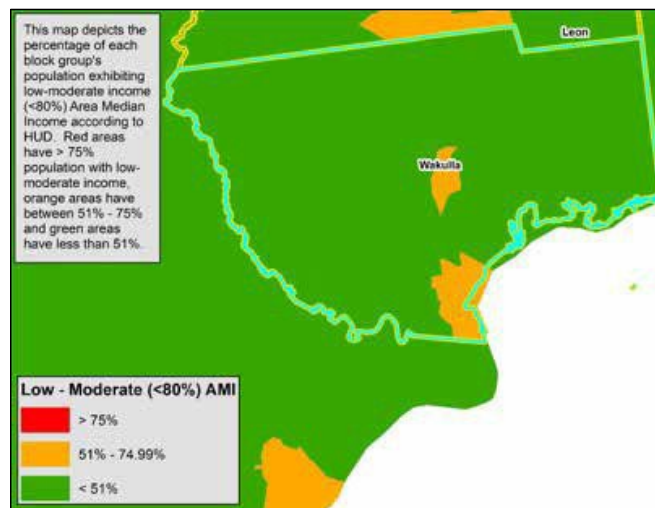 This map depicts the
percentage of each
block group's
population exhibiting
low-moderate income
(<80%) Area Median
Income according to
HUD. Red areas
have > 75%
population with low-
moderate income,
orange areas have
between 51% - 75%
and green areas
have less than 51%.
Leon
Wakulla
Low - Moderate (<80%) AMI
> 75%
51% - 74.99%
< 51%